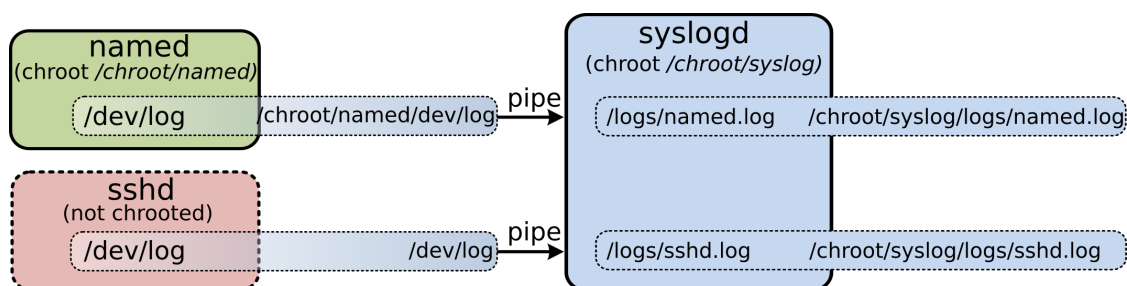 named
(chroot /chroot/named)
/dev/log /chroot/named/dev/log
pipe
syslogd
(chroot /chroot/syslog)
/logs/named.log /chroot/syslog/logs/named.log
sshd
(not chrooted)
/dev/log /dev/log
pipe
/logs/sshd.log /chroot/syslog/logs/sshd.log